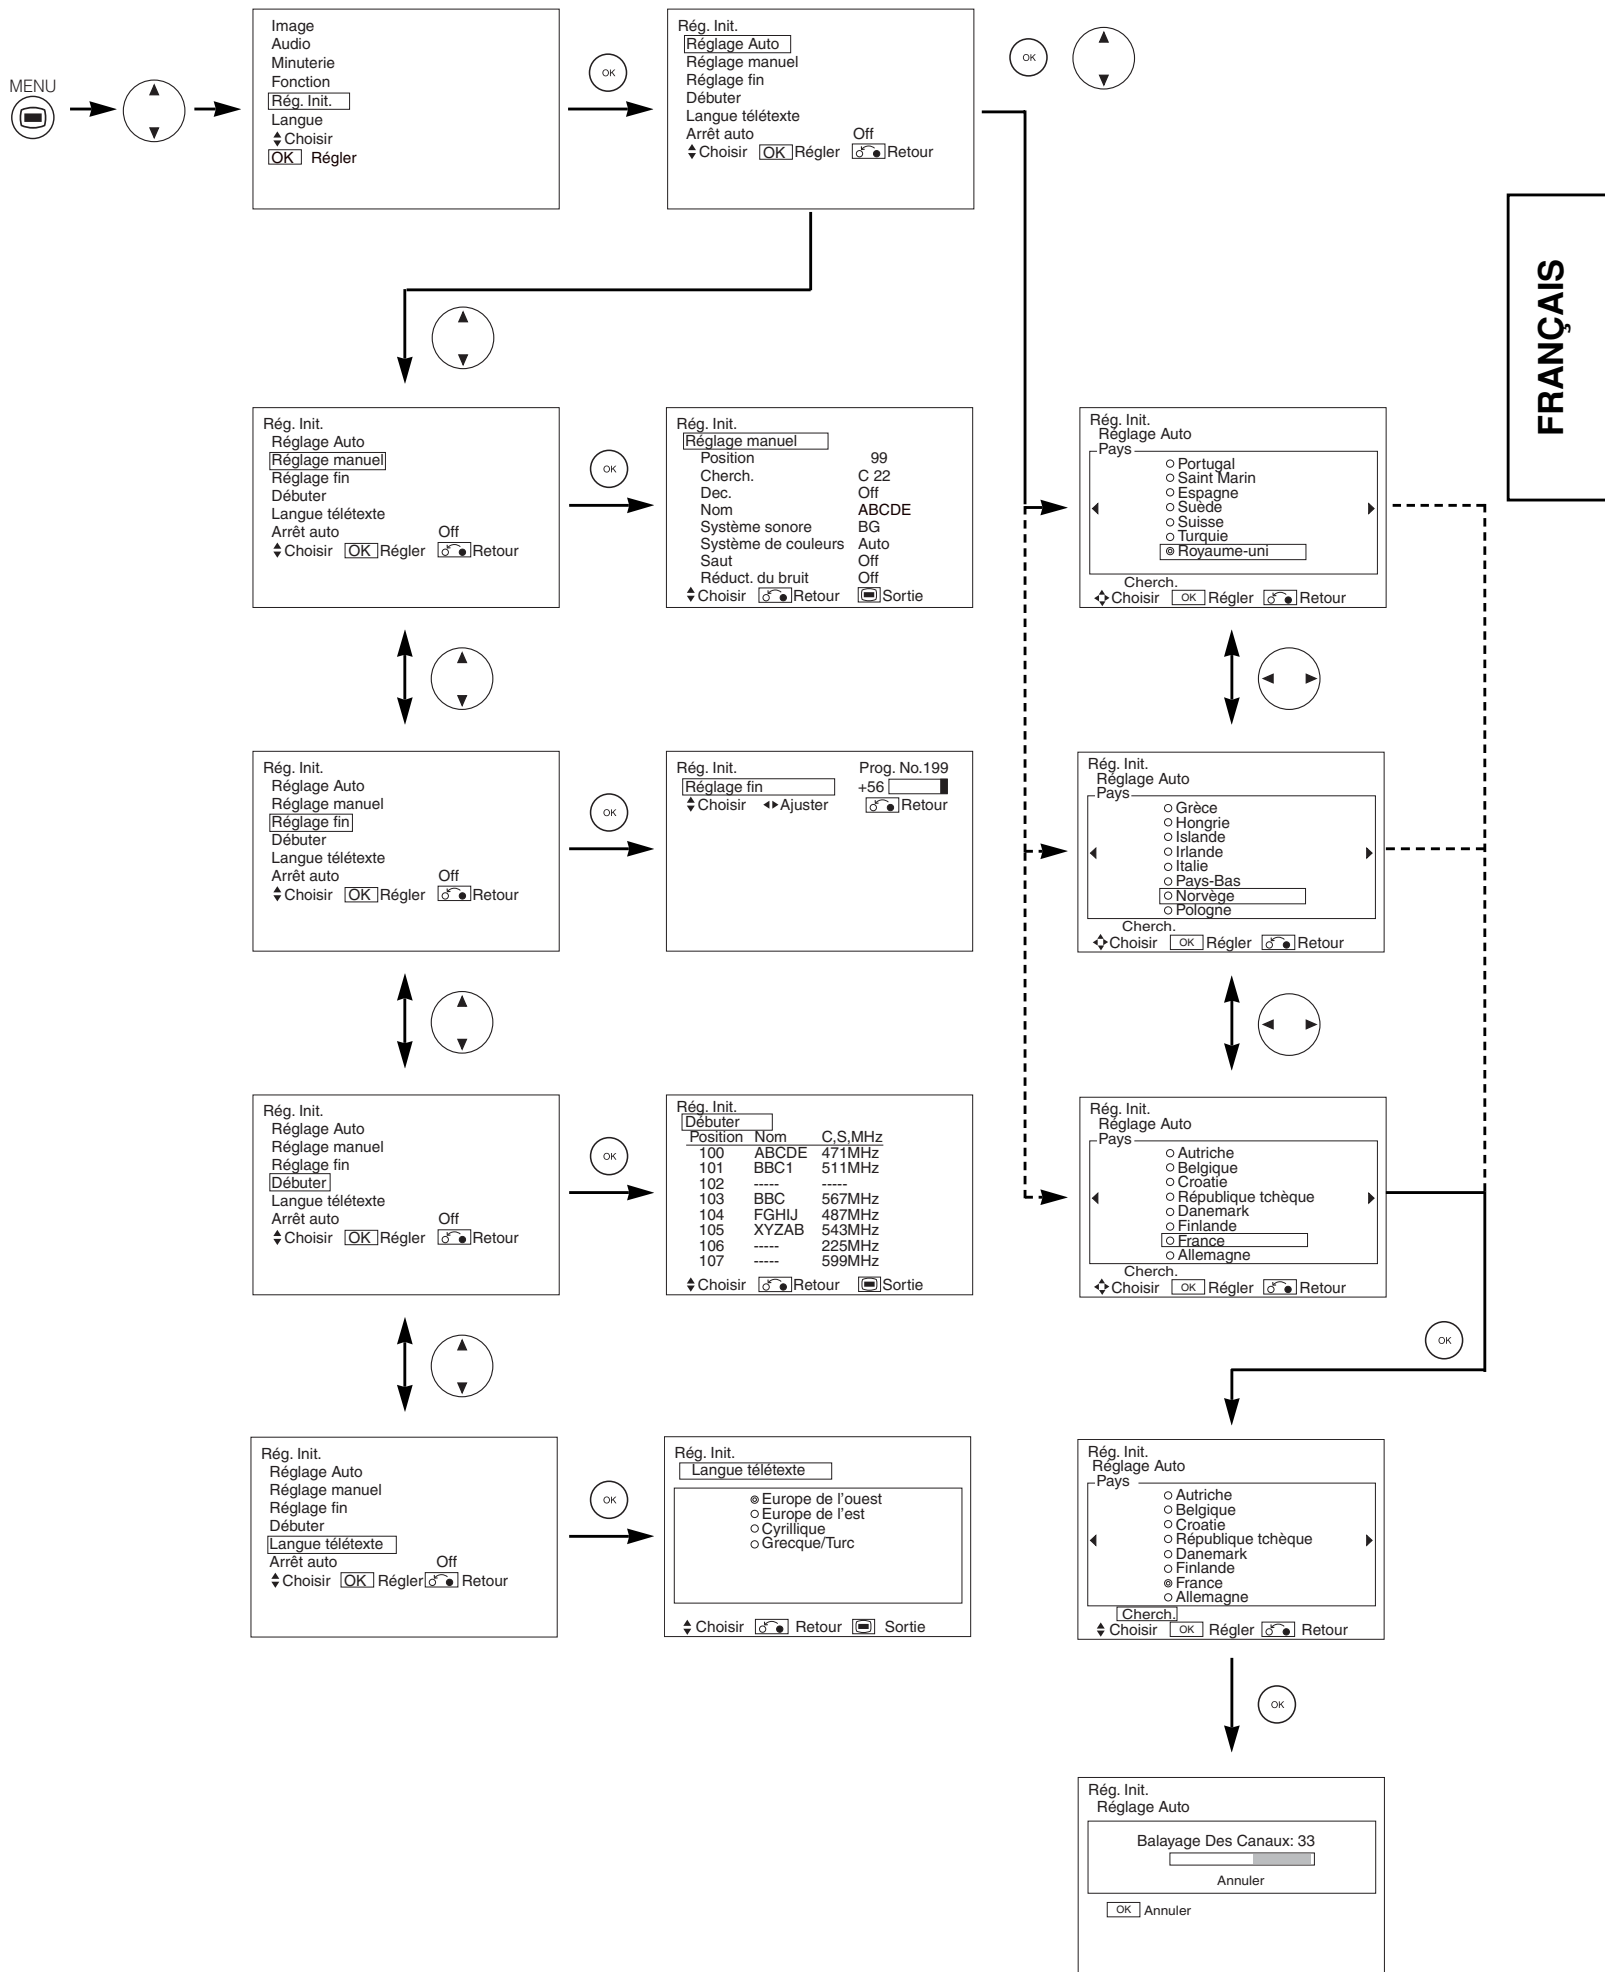 MENU
Image
Audio
Minuterie
Fonction
Rég. Init.
Langue
Choisir
OK Régler
OK
Rég. Init.
Réglage Auto
Réglage manuel
Réglage fin
Débuter
Langue télétexte
Arrêt auto Off
Choisir OK Régler Retour
OK
FRANÇAIS
Rég. Init.
Réglage Auto
Réglage manuel
Réglage fin
Débuter
Langue télétexte
Arrêt auto Off
Choisir OK Régler Retour
OK
Rég. Init.
Réglage manuel
Position 99
Cherch. C 22
Dec. Off
Nom ABCDE
Système sonore BG
Système de couleurs Auto
Saut Off
Réduct. du bruit Off
Choisir Retour Sortie
Rég. Init.
Réglage Auto
Pays
Portugal
Saint Marin
Espagne
Suède
Suisse
Turquie
Royaume-uni
Cherch.
Choisir OK Régler Retour
Rég. Init.
Réglage Auto
Réglage manuel
Réglage fin
Débuter
Langue télétexte
Arrêt auto Off
Choisir OK Régler Retour
OK
Rég. Init. Prog. No.199
Réglage fin +56
Choisir Ajuster Retour
Rég. Init.
Réglage Auto
Pays
Grèce
Hongrie
Islande
Irlande
Italie
Pays-Bas
Norvège
Pologne
Cherch.
Choisir OK Régler Retour
Rég. Init.
Réglage Auto
Réglage manuel
Réglage fin
Débuter
Langue télétexte
Arrêt auto Off
Choisir OK Régler Retour
OK
Rég. Init.
Débuter
Position Nom C,S,MHz
100 ABCDE 471MHz
101 BBC1 511MHz
102 ----- -----
103 BBC 567MHz
104 FGHIJ 487MHz
105 XYZAB 543MHz
106 ----- 225MHz
107 ----- 599MHz
Choisir Retour Sortie
Rég. Init.
Réglage Auto
Pays
Autriche
Belgique
Croatie
République tchèque
Danemark
Finlande
France
Allemagne
Cherch.
Choisir OK Régler Retour
OK
Rég. Init.
Réglage Auto
Réglage manuel
Réglage fin
Débuter
Langue télétexte
Arrêt auto Off
Choisir OK Régler Retour
OK
Rég. Init.
Langue télétexte
Europe de l'ouest
Europe de l'est
Cyrillique
Grecque/Turc
Choisir Retour Sortie
Rég. Init.
Réglage Auto
Pays
Autriche
Belgique
Croatie
République tchèque
Danemark
Finlande
France
Allemagne
Cherch.
Choisir OK Régler Retour
OK
Rég. Init.
Réglage Auto
Balayage Des Canaux: 33
Annuler
OK Annuler